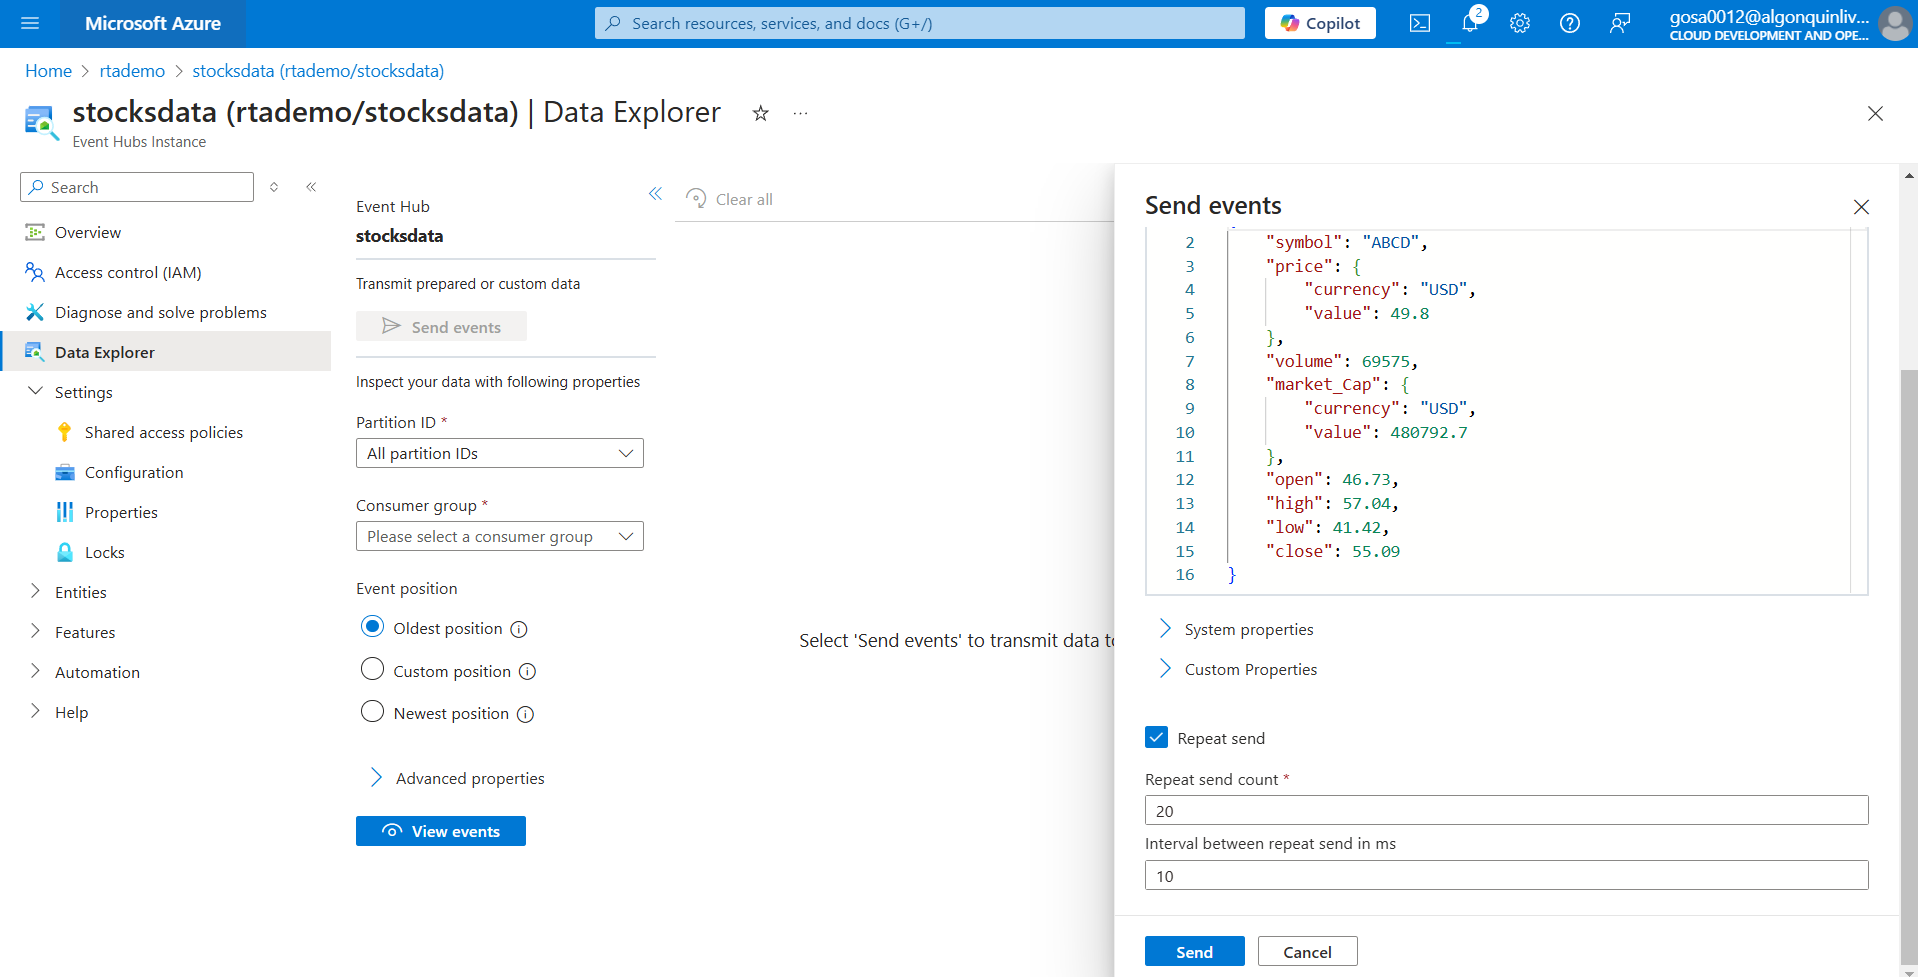 Microsoft Azure
Search resources, services, and docs (G+/)
Copilot
2
gosa0012@algonquinliv...
CLOUD DEVELOPMENT AND OPE...
Home > rtademo > stocksdata (rtademo/stocksdata)
stocksdata (rtademo/stocksdata) | Data Explorer
Event Hubs Instance
Search
Overview
Access control (IAM)
Diagnose and solve problems
Data Explorer
Settings
Shared access policies
Configuration
Properties
Locks
Entities
Features
Automation
Help
Event Hub
stocksdata
Transmit prepared or custom data
Send events
Inspect your data with following properties
Partition ID *
All partition IDs
Consumer group *
Please select a consumer group
Event position
Oldest position
Custom position
Newest position
Advanced properties
View events
Clear all
Select 'Send events' to transmit data to
Send events
2 "symbol": "ABCD",
3 "price": {
4 "currency": "USD",
5 "value": 49.8
6 },
7 "volume": 69575,
8 "market_Cap": {
9 "currency": "USD",
10 "value": 480792.7
11 },
12 "open": 46.73,
13 "high": 57.04,
14 "low": 41.42,
15 "close": 55.09
16 }
System properties
Custom Properties
Repeat send
Repeat send count *
20
Interval between repeat send in ms
10
Send
Cancel